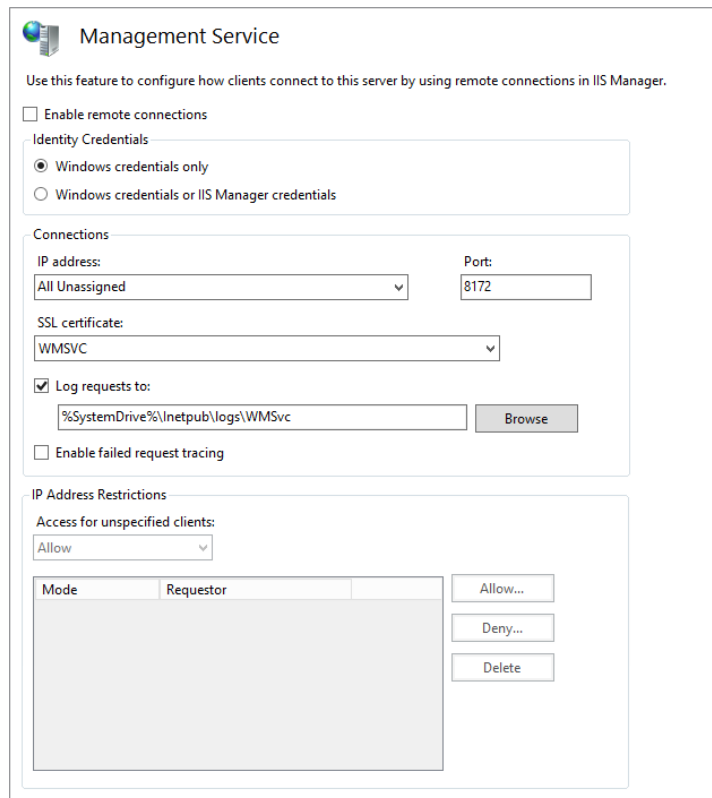 Management Service
Use this feature to configure how clients connect to this server by using remote connections in IIS Manager.
Enable remote connections
Identity Credentials
Windows credentials only
Windows credentials or IIS Manager credentials
Connections
IP address: Port:
All Unassigned 8172
SSL certificate:
WMSVC
Log requests to:
%SystemDrive%\Inetpub\logs\WMSvc Browse
Enable failed request tracing
IP Address Restrictions
Access for unspecified clients:
Allow
Mode Requestor Allow...
Deny...
Delete